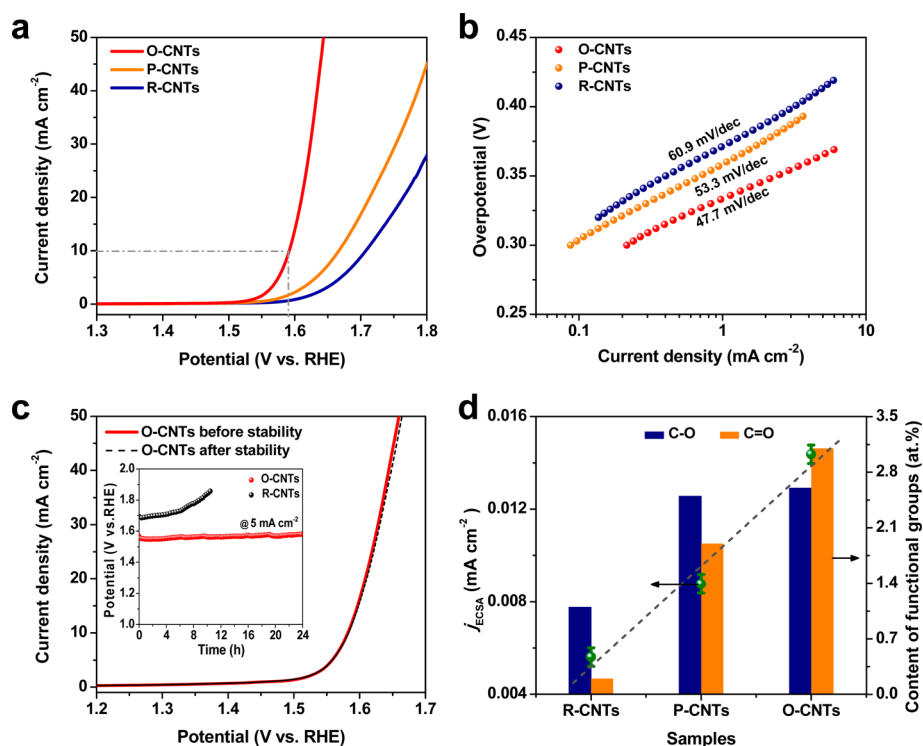 a
50
40
30
20
10
0
Current density (mA cm-2)
O-CNTs
P-CNTs
R-CNTs
1.3 1.4 1.5 1.6 1.7 1.8
Potential (V vs. RHE)
b
0.45
0.40
0.35
0.30
0.25
Overpotential (V)
O-CNTs
P-CNTs
R-CNTs
60.9 mV/dec
53.3 mV/dec
47.7 mV/dec
0.1 1 10
Current density (mA cm-2)
c
50
40
30
20
10
0
Current density (mA cm-2)
O-CNTs before stability
O-CNTs after stability
2.0
1.8
1.6
1.4
1.2
1.0
Potential (V vs.RHE)
O-CNTs
R-CNTs
@ 5 mA cm-2
0 4 8 12 16 20 24
Time (h)
1.2 1.3 1.4 1.5 1.6 1.7
Potential (V vs. RHE)
d
0.016
0.012
0.008
0.004
jECSA (mA cm-2)
C-O
C=O
3.5
2.8
2.1
1.4
0.7
0.0
Content of functional groups (at.%)
R-CNTs P-CNTs O-CNTs
Samples